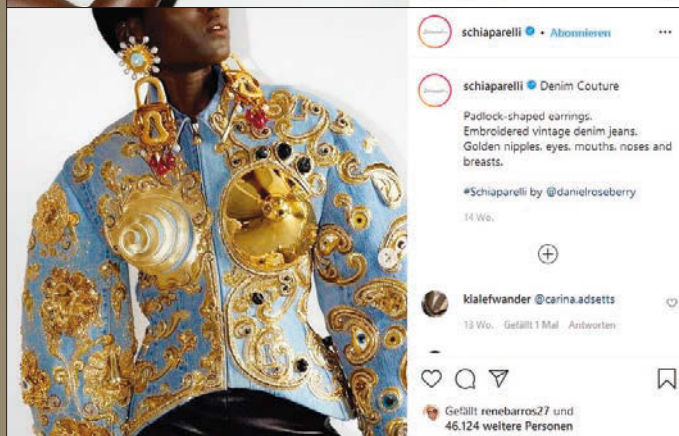 schiaparelli • Abonnieren
schiaparelli Denim Couture
Padlock-shaped earrings.
Embroidered vintage denim jeans.
Golden nipples, eyes, mouths, noses and
breasts.
#Schiaparelli by @danielroseberry
14 Wo.
kialefwander @carina.adsetts
13 Wo. Gefällt 1 Mal Antworten
Gefällt renebarros27 und
46.124 weitere Personen